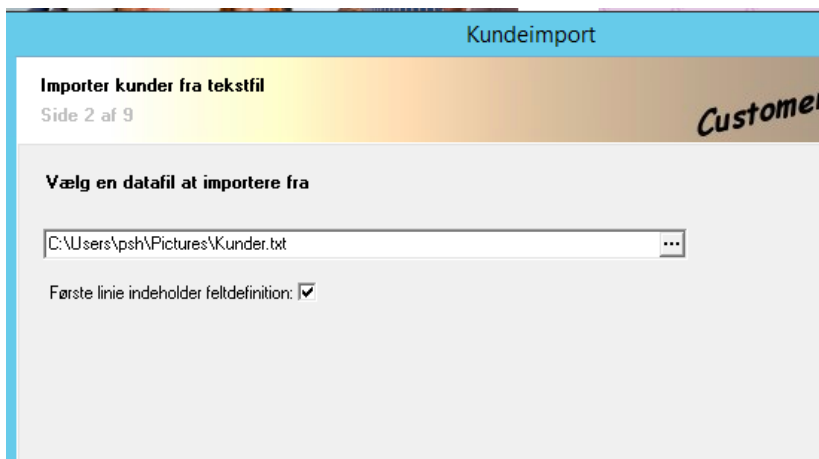 Kundeimport
Importer kunder fra tekstfil
Side 2 af 9
Customer
Vælg en datafil at importere fra
C:\Users\psh\Pictures\Kunder.txt
...
Første linie indeholder feltdefinition: